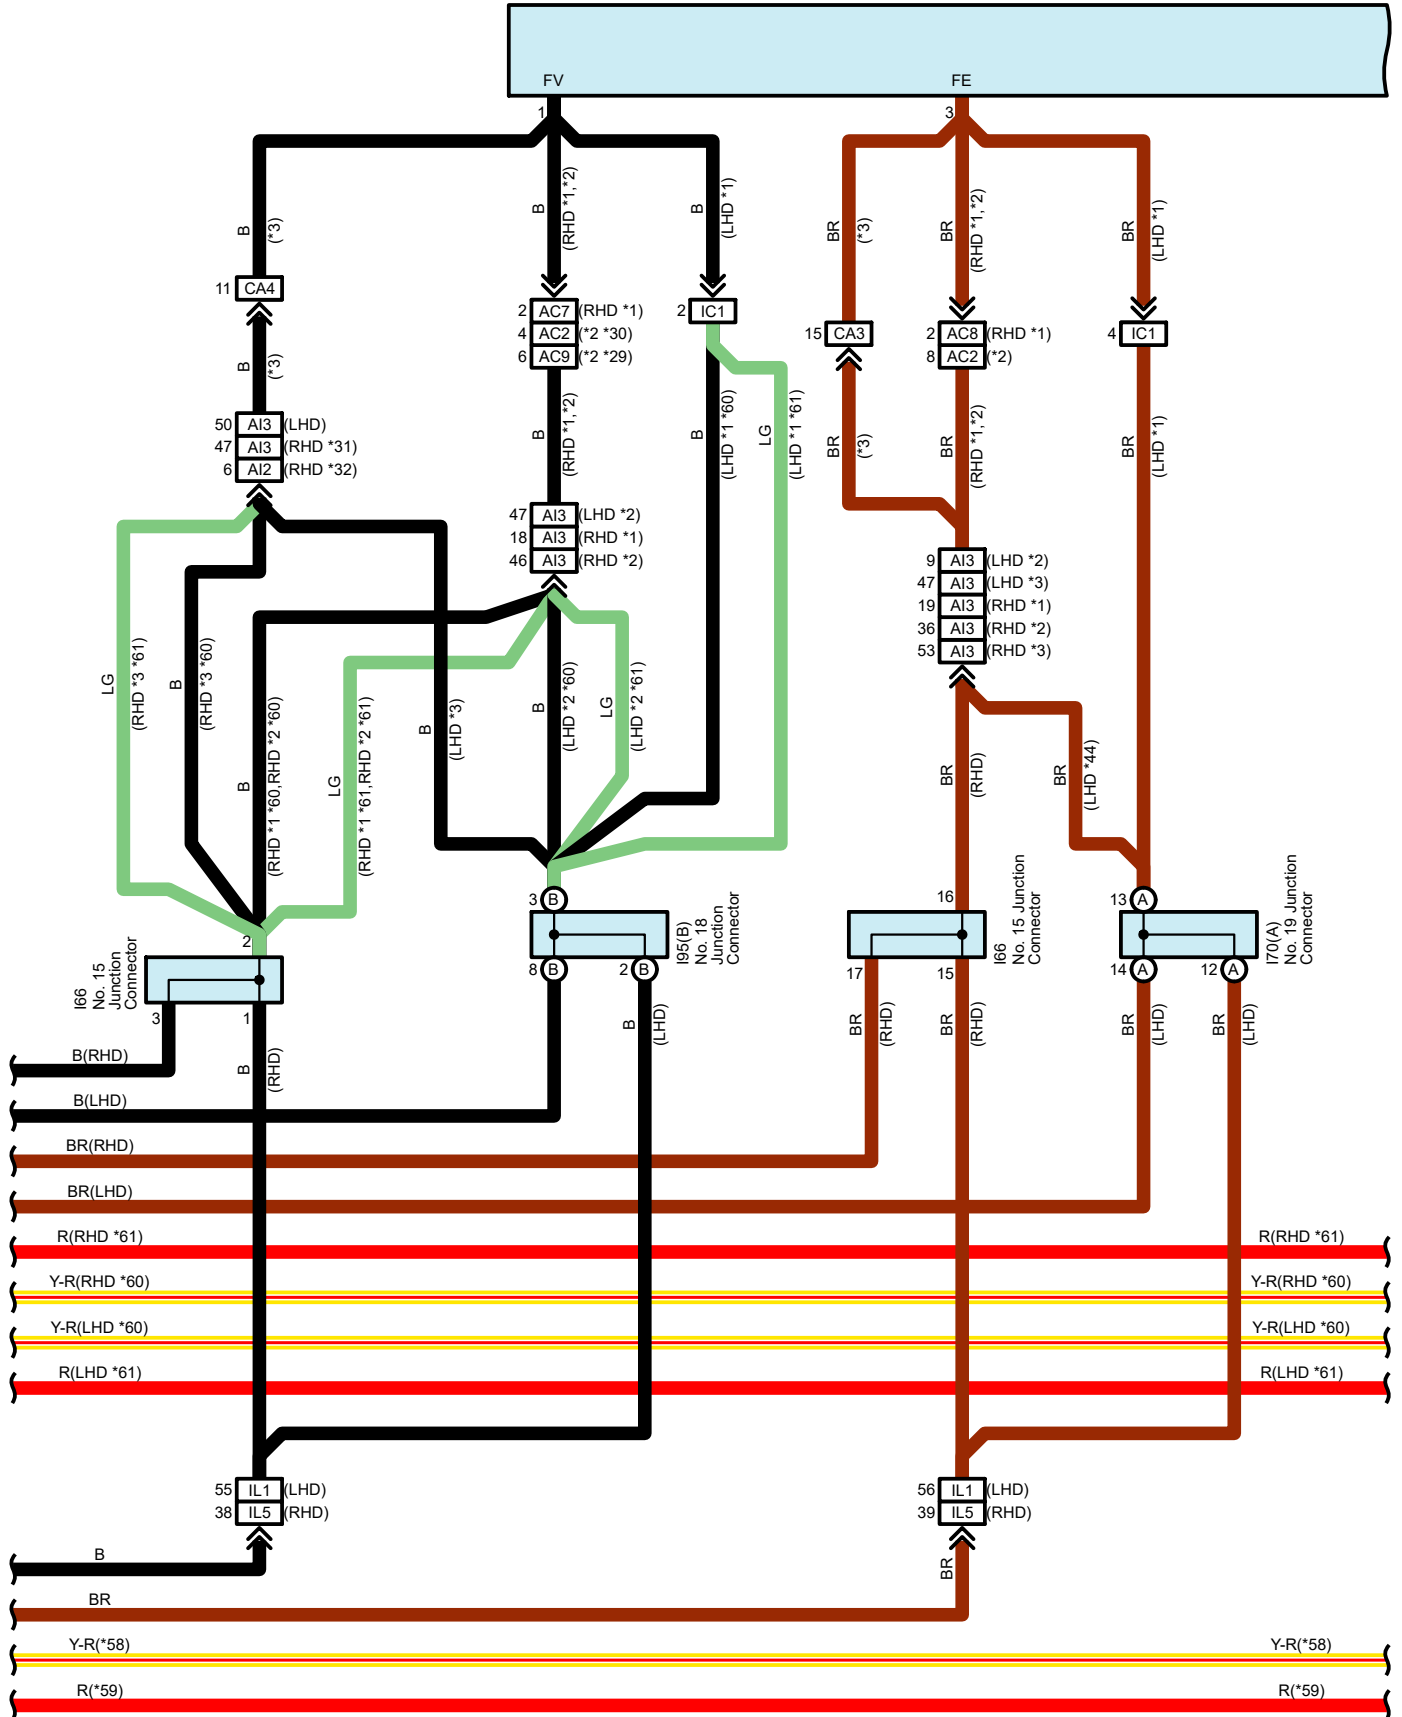 FV
FE
1
3
B
(*3)
B
(RHD *1,*2)
B
(LHD *1)
BR
(*3)
BR
(RHD *1,*2)
BR
(LHD *1)
11 CA4
2 AC7 (RHD *1)
4 AC2 (*2 *30)
6 AC9 (*2 *29)
2 IC1
15 CA3
2 AC8 (RHD *1)
8 AC2 (*2)
4 IC1
B
(*3)
B
(RHD *1,*2)
B
(LHD *1 *60)
LG
(LHD *1 *61)
BR
(*3)
BR
(RHD *1,*2)
BR
(LHD *1)
50 AI3 (LHD)
47 AI3 (RHD *31)
6 AI2 (RHD *32)
47 AI3 (LHD *2)
18 AI3 (RHD *1)
46 AI3 (RHD *2)
9 AI3 (LHD *2)
47 AI3 (LHD *3)
19 AI3 (RHD *1)
36 AI3 (RHD *2)
53 AI3 (RHD *3)
LG
(RHD *3 *61)
B
(RHD *3 *60)
B
(RHD *1 *60,RHD *2 *60)
LG
(RHD *1 *61,RHD *2 *61)
B
(LHD *3)
B
(LHD *2 *60)
LG
(LHD *2 *61)
BR
(RHD)
BR
(LHD *44)
2
3 B
16
13 A
I66
No. 15
Junction
Connector
I95(B)
No. 18
Junction
Connector
I66
No. 15 Junction
Connector
I70(A)
No. 19 Junction
Connector
3
1
8 B
2 B
17
15
14 A
12 A
B
(RHD)
B
(LHD)
BR
(RHD)
BR
(RHD)
BR
(LHD)
BR
(LHD)
B(RHD)
B(LHD)
BR(RHD)
BR(LHD)
R(RHD *61)
R(RHD *61)
Y-R(RHD *60)
Y-R(RHD *60)
Y-R(LHD *60)
Y-R(LHD *60)
R(LHD *61)
R(LHD *61)
55 IL1 (LHD)
38 IL5 (RHD)
56 IL1 (LHD)
39 IL5 (RHD)
B
BR
BR
Y-R(*58)
Y-R(*58)
R(*59)
R(*59)